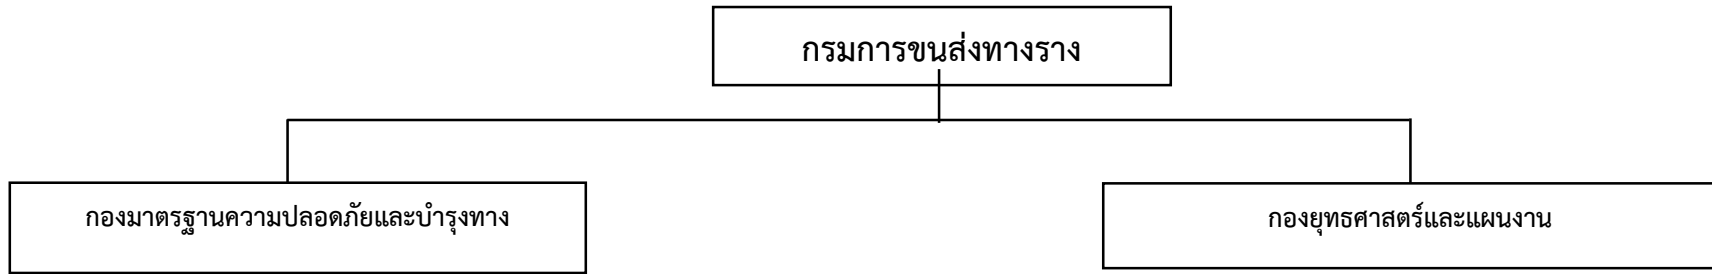 กรมการขนส่งทางราง
กองมาตรฐานความปลอดภัยและบำรุงทาง
กองยุทธศาสตร์และแผนงาน